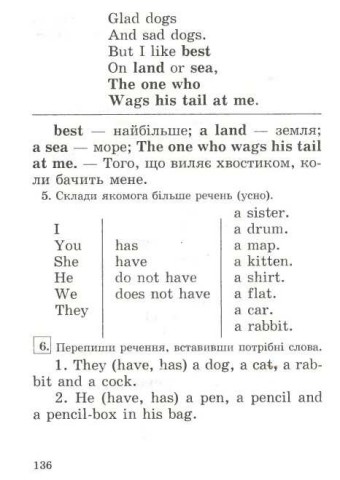 Glad dogs
And sad dogs.
But I like best
On land or sea,
The one who
Wags his tail at me.
best — найбільше; a land — земля;
a sea — море; The one who wags his tail
at me. — Того, що виляє хвостиком, ко-
ли бачить мене.
5. Склади якомога більше речень (усно).
a sister.
I a drum.
You has a map.
She have a kitten.
He do not have a shirt.
We does not have a flat.
They a car.
a rabbit.
6. Перепиши речення, вставивши потрібні слова.
1. They (have, has) a dog, a cat, a rab-
bit and a cock.
2. He (have, has) a pen, a pencil and
a pencil-box in his bag.
136